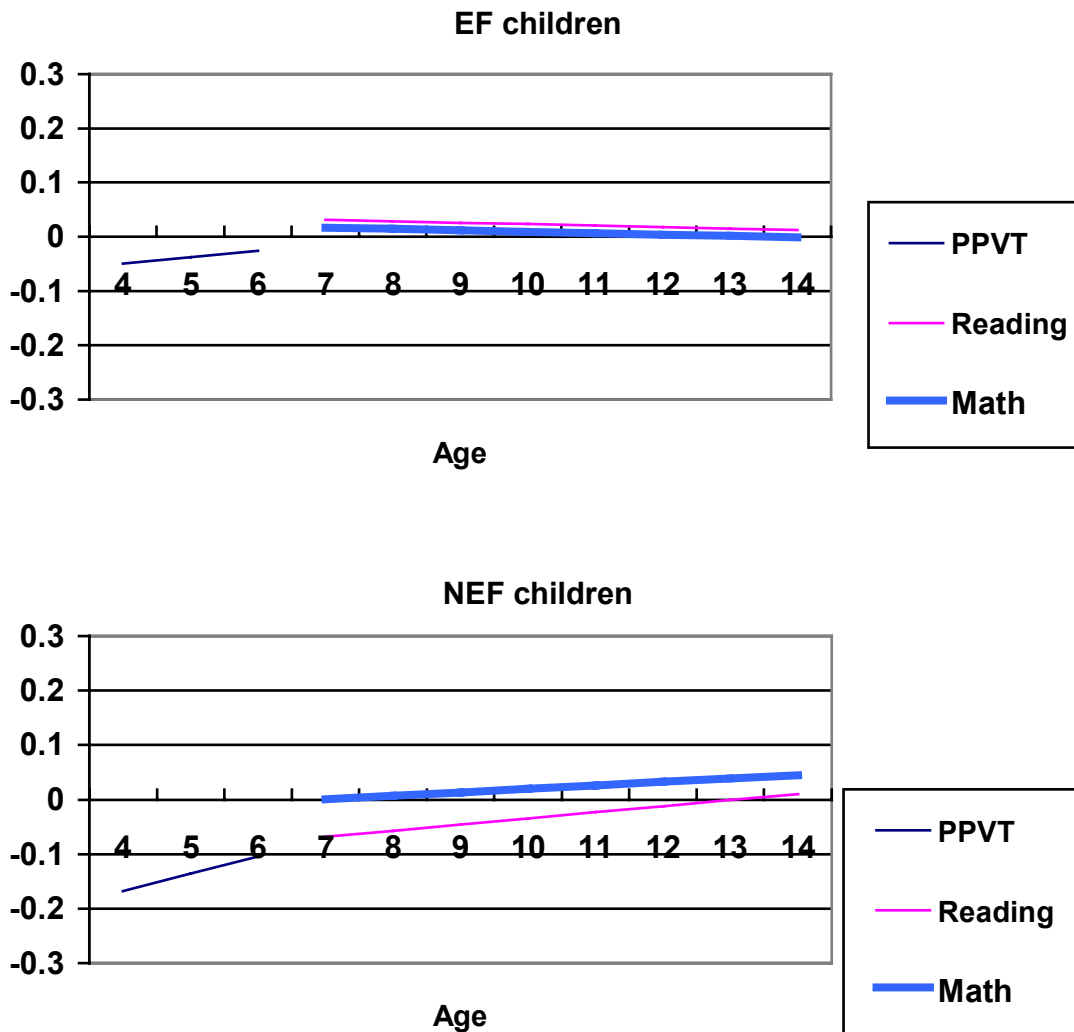 EF children
0.3
0.2
0.1
0
-0.1
-0.2
-0.3
4 5 6 7 8 9 10 11 12 13 14
Age
PPVT
Reading
Math
NEF children
0.3
0.2
0.1
0
-0.1
-0.2
-0.3
4 5 6 7 8 9 10 11 12 13 14
Age
PPVT
Reading
Math